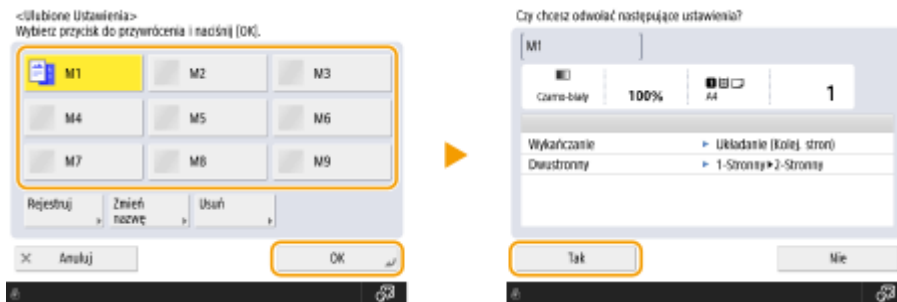 <Ulubione Ustawienia>
Wybierz przycisk do przywrócenia i naciśnij [OK].
M1
M2
M3
M4
M5
M6
M7
M8
M9
Rejestruj
Zmień
nazwę
Usuń
Anuluj
OK
Czy chcesz odwołać następujące ustawienia?
M1
Czarno-biały
100%
1
A4
1
Wykańczanie
Układanie (Kolej. stron)
Dwustronny
1-Stronny 2-Stronny
Tak
Nie